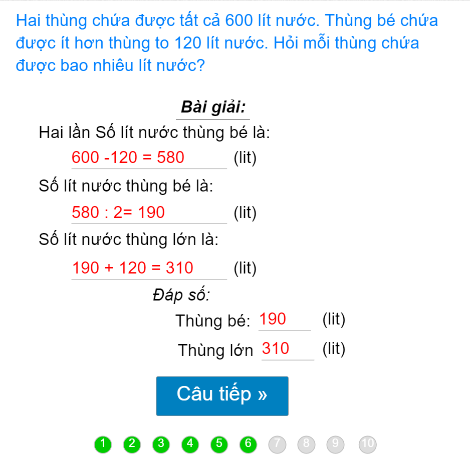 Hai thùng chứa được tất cả 600 lít nước. Thùng bé chứa
được ít hơn thùng to 120 lít nước. Hỏi mỗi thùng chứa
được bao nhiêu lít nước?
Bài giải:
Hai lần Số lít nước thùng bé là:
600 -120 = 580 (lit)
Số lít nước thùng bé là:
580 : 2= 190 (lit)
Số lít nước thùng lớn là:
190 + 120 = 310 (lit)
Đáp số:
Thùng bé: 190 (lit)
Thùng lớn 310 (lit)
Câu tiếp »
1 2 3 4 5 6 7 8 9 10